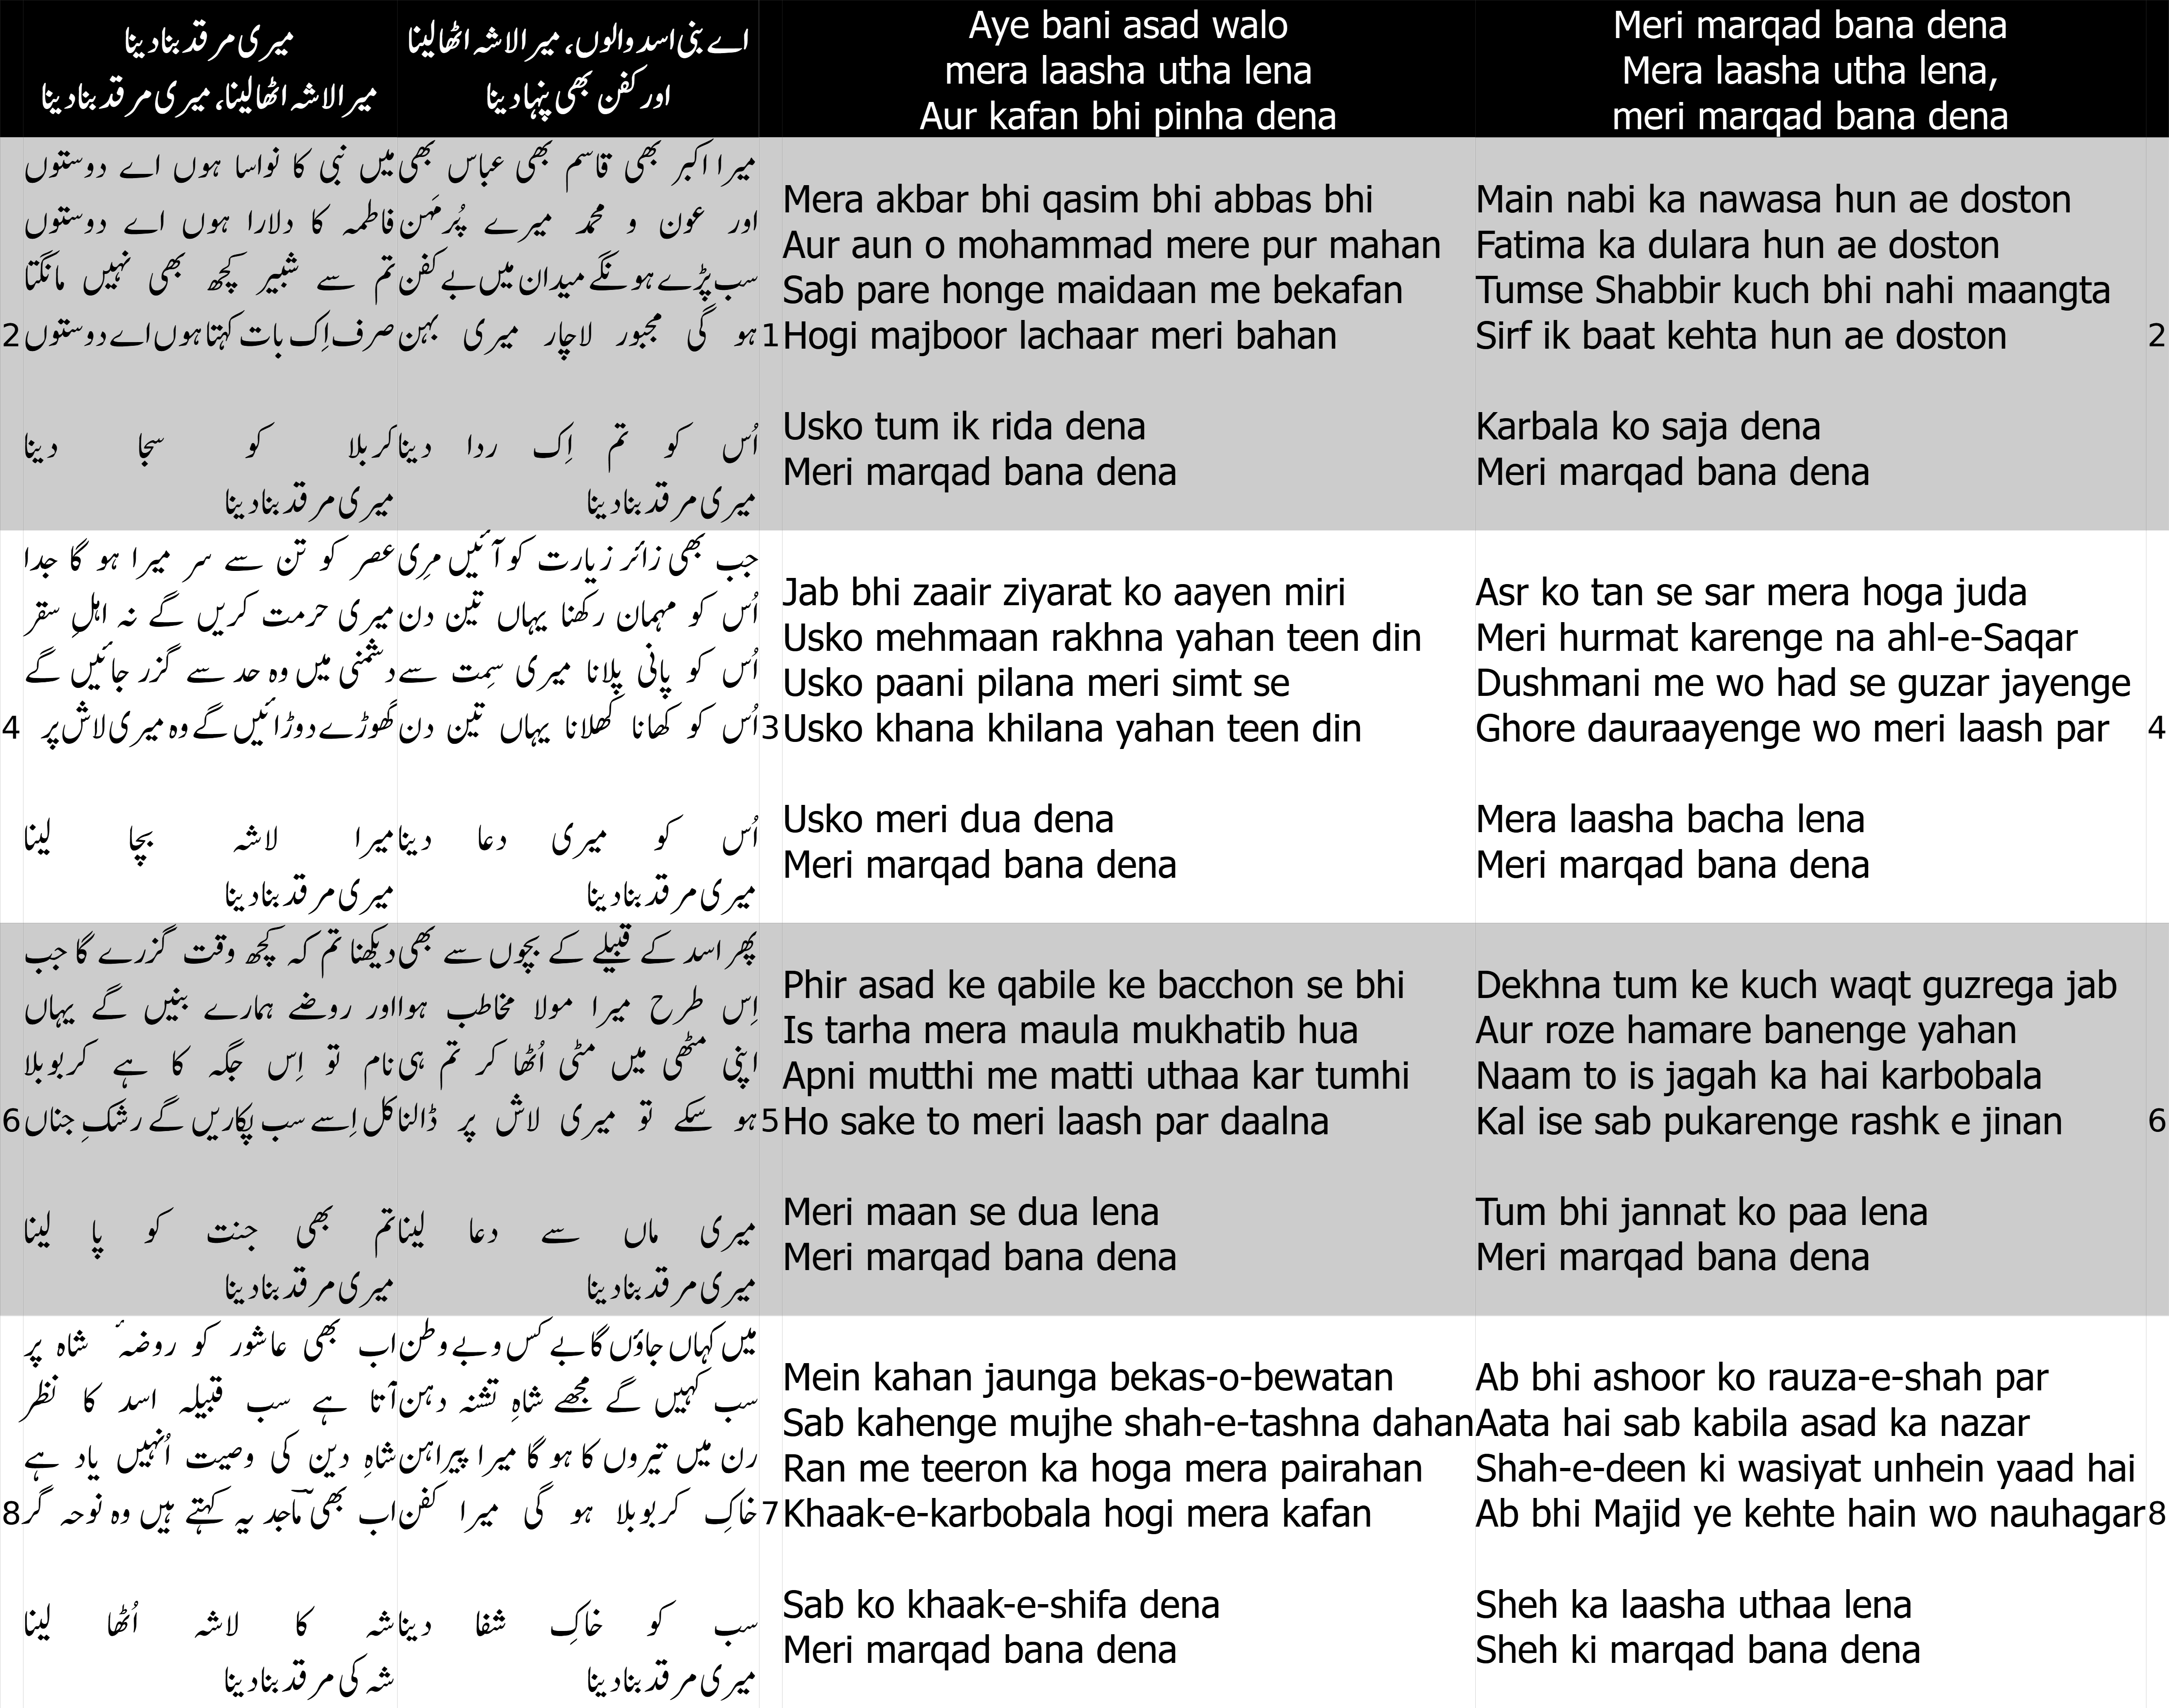 اے بنی اسد والوں، میرا لاشہ اٹھا لینا
اور کفن بھی پنہا دینا
میری مرقد بنا دینا
میرا لاشہ اٹھا لینا، میری مرقد بنا دینا
Aye bani asad walo
mera laasha utha lena
Aur kafan bhi pinha dena
Meri marqad bana dena
Mera laasha utha lena,
meri marqad bana dena
میرا اکبر بھی قاسم بھی عباس بھی
اور عون و محمد میرے پُر مَہن
سب پڑے ہونگے میدان میں بے کفن
ہو گی مجبور لاچار میری بہن
1
اُس کو تم اِک ردا دینا
میری مرقد بنا دینا
میں نبی کا نواسا ہوں اے دوستوں
فاطمہ کا دلارا ہوں اے دوستوں
تم سے شبیر کچھ بھی نہیں مانگتا
صرف اِک بات کہتا ہوں اے دوستوں
2
کربلا کو سجا دینا
میری مرقد بنا دینا
Mera akbar bhi qasim bhi abbas bhi
Aur aun o mohammad mere pur mahan
Sab pare honge maidaan me bekafan
Hogi majboor lachaar meri bahan
Usko tum ik rida dena
Meri marqad bana dena
Main nabi ka nawasa hun ae doston
Fatima ka dulara hun ae doston
Tumse Shabbir kuch bhi nahi maangta
Sirf ik baat kehta hun ae doston
2
Karbala ko saja dena
Meri marqad bana dena
جب بھی زائر زیارت کو آئیں مِری
اُس کو مہمان رکھنا یہاں تین دن
اُس کو پانی پلانا میری سِمت سے
اُس کو کھانا کھلانا یہاں تین دن
3
اُس کو میری دعا دینا
میری مرقد بنا دینا
عصر کو تن سے سر میرا ہو گا جدا
میری حرمت کریں گے نہ اہلِ سقر
دشمنی میں وہ حد سے گزر جائیں گے
گھوڑے دوڑائیں گے وہ میری لاش پر
4
میرا لاشہ بچا لینا
میری مرقد بنا دینا
Jab bhi zaair ziyarat ko aayen miri
Usko mehmaan rakhna yahan teen din
Usko paani pilana meri simt se
Usko khana khilana yahan teen din
Usko meri dua dena
Meri marqad bana dena
Asr ko tan se sar mera hoga juda
Meri hurmat karenge na ahl-e-Saqar
Dushmani me wo had se guzar jayenge
Ghore dauraayenge wo meri laash par
4
Mera laasha bacha lena
Meri marqad bana dena
پھر اسد کے قبیلے کے بچوں سے بھی
اِس طرح میرا مولا مخاطب ہوا
اپنی مٹھی میں مٹی اُٹھا کر تم ہی
ہو سکے تو میری لاش پر ڈالنا
5
میری ماں سے دعا لینا
میری مرقد بنا دینا
دیکھنا تم کہ کچھ وقت گزرے گا جب
اور روضے ہمارے بنیں گے یہاں
نام تو اِس جگہ کا ہے کربوبلا
کل اِسے سب پکاریں گے رشکِ جناں
6
تم بھی جنت کو پا لینا
میری مرقد بنا دینا
Phir asad ke qabile ke bacchon se bhi
Is tarha mera maula mukhatib hua
Apni mutthi me matti uthaa kar tumhi
Ho sake to meri laash par daalna
Meri maan se dua lena
Meri marqad bana dena
Dekhna tum ke kuch waqt guzrega jab
Aur roze hamare banenge yahan
Naam to is jagah ka hai karbobala
Kal ise sab pukarenge rashk e jinan
6
Tum bhi jannat ko paa lena
Meri marqad bana dena
میں کہاں جاؤں گا بے کس و بے وطن
سب کہیں گے مجھے شاہِ تشنہ دہن
رن میں تیروں کا ہو گا میرا پیراہن
خاکِ کربوبلا ہو گی میرا کفن
7
سب کو خاکِ شفا دینا
میری مرقد بنا دینا
اب بھی عاشور کو روضہٴ شاہ پر
آتا ہے سب قبیلہ اسد کا نظر
شاہِ دین کی وصیت اُنہیں یاد ہے
اب بھی ماؔجد یہ کہتے ہیں وہ نوحہ گر
8
شہ کا لاشہ اُٹھا لینا
شہ کی مرقد بنا دینا
Mein kahan jaunga bekas-o-bewatan
Sab kahenge mujhe shah-e-tashna dahan
Ran me teeron ka hoga mera pairahan
Khaak-e-karbobala hogi mera kafan
Sab ko khaak-e-shifa dena
Meri marqad bana dena
Ab bhi ashoor ko rauza-e-shah par
Aata hai sab kabila asad ka nazar
Shah-e-deen ki wasiyat unhein yaad hai
Ab bhi Majid ye kehte hain wo nauhagar
8
Sheh ka laasha uthaa lena
Sheh ki marqad bana dena